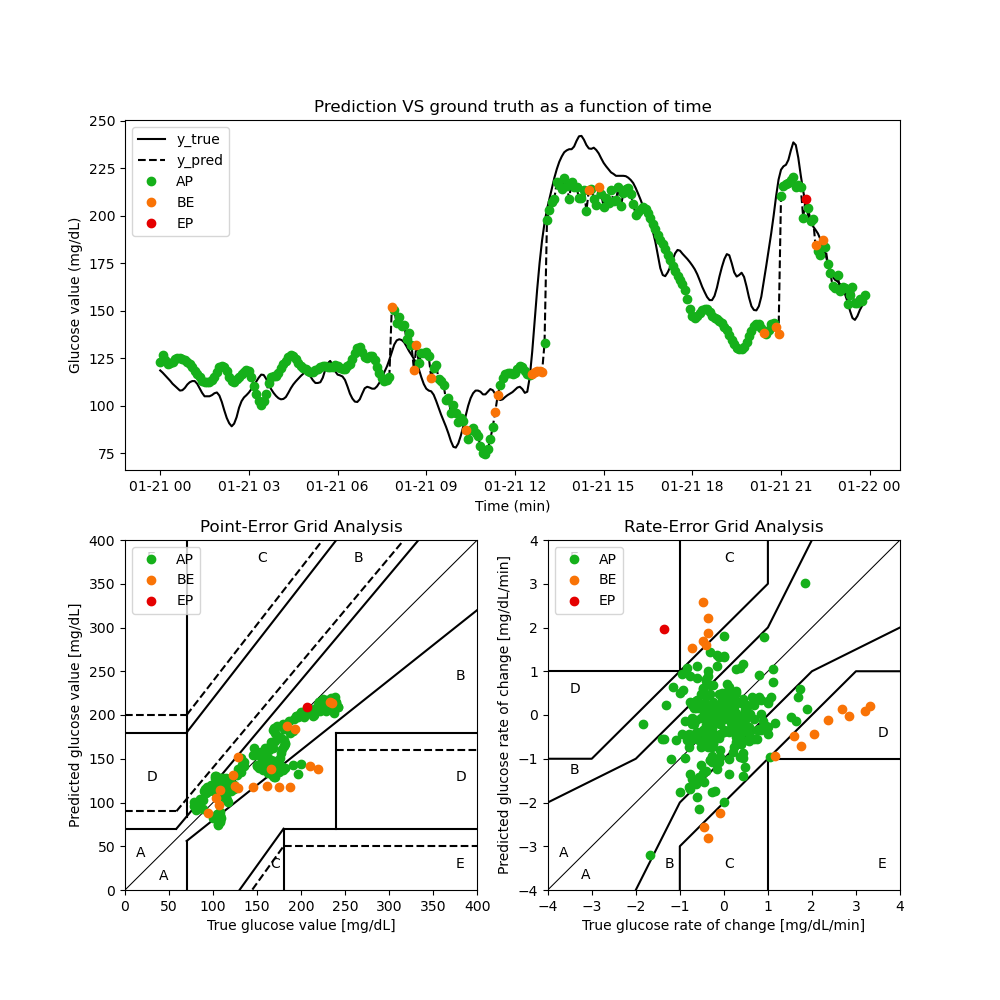 Prediction VS ground truth as a function of time
Glucose value (mg/dL)
250
225
200
175
150
125
100
75
y_true
y_pred
AP
BE
EP
01-21 00 01-21 03 01-21 06 01-21 09 01-21 12 01-21 15 01-21 18 01-21 21 01-22 00
Time (min)
Point-Error Grid Analysis
Predicted glucose value [mg/dL]
400
350
300
250
200
150
100
50
0
AP
BE
EP
C B
B
D D
A
A C E
0 50 100 150 200 250 300 350 400
True glucose value [mg/dL]
Rate-Error Grid Analysis
Predicted glucose rate of change [mg/dL/min]
4
3
2
1
0
−1
−2
−3
−4
AP
BE
EP
C
D
D
B
A
A B C E
−4 −3 −2 −1 0 1 2 3 4
True glucose rate of change [mg/dL/min]